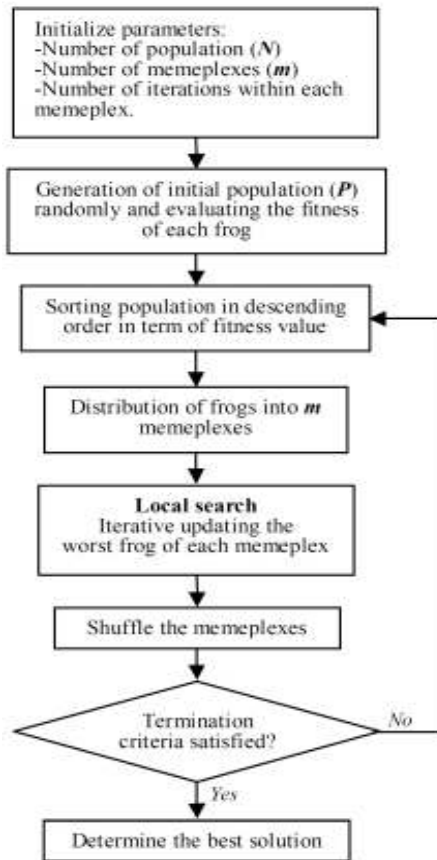 Initialize parameters:
-Number of population (N)
-Number of memeplexes (m)
-Number of iterations within each
memeplex.
Generation of initial population (P)
randomly and evaluating the fitness
of each frog
Sorting population in descending
order in term of fitness value
Distribution of frogs into m
memeplexes
Local search
Iterative updating the
worst frog of each memeplex
Shuffle the memeplexes
Termination
criteria satisfied?
No
Yes
Determine the best solution